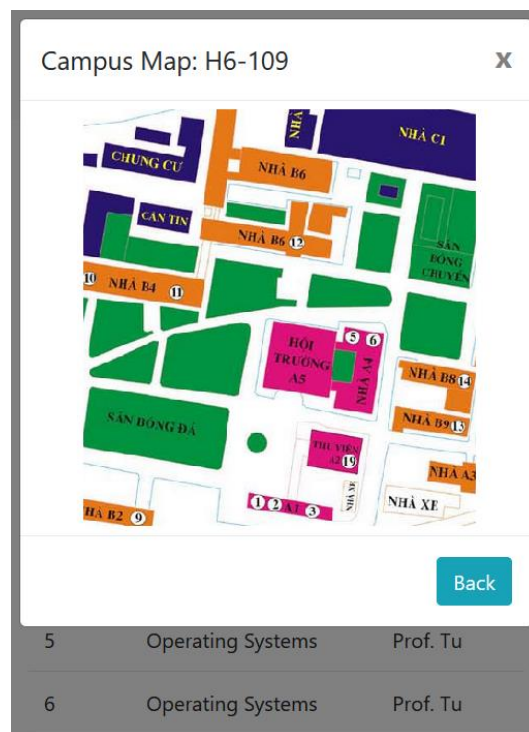 Campus Map: H6-109
x
NHÀ
NHÀ C1
CHUNG CƯ
NHÀ B6
CĂN TIN
NHÀ B6 12
SÂN
BÓNG
CHUYỀN
10 NHÀ B4 11
HỘI
TRƯỜNG
A5
5 6
NHÀ A4
NHÀ B8 14
SÂN BÓNG ĐÁ
NHÀ B9 13
THƯ VIỆN
A2 15
NHÀ A3
NHÀ XE
NHÀ XE
1 2 A1 3
HÀ B2 9
Back
5 Operating Systems Prof. Tu
6 Operating Systems Prof. Tu